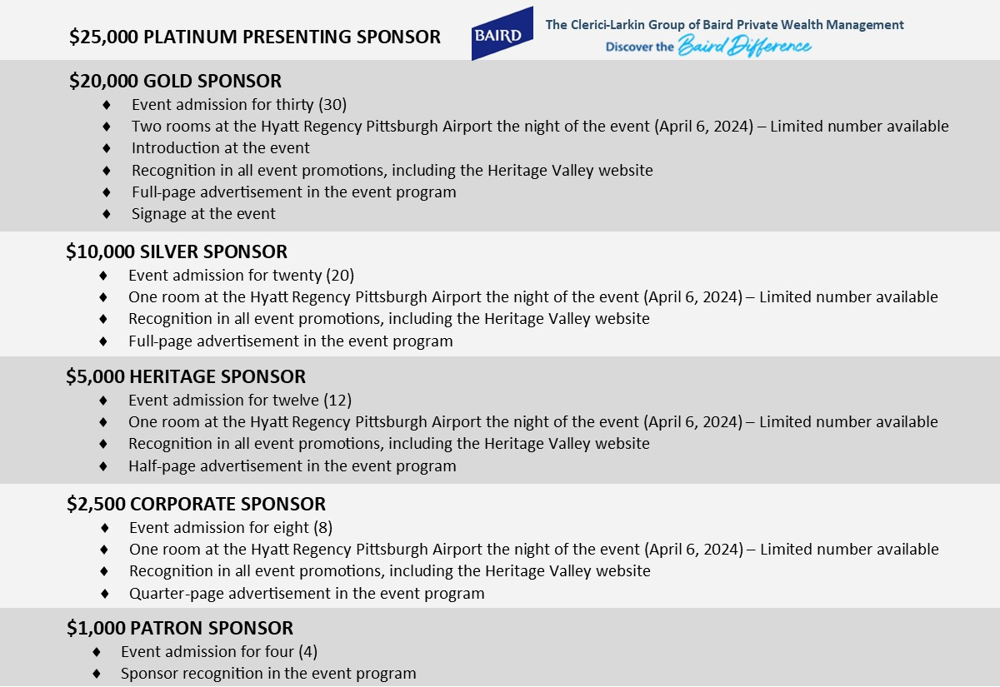 $25,000 PLATINUM PRESENTING SPONSOR
BAIRD
The Clerici-Larkin Group of Baird Private Wealth Management
Discover the Baird Difference
$20,000 GOLD SPONSOR
♦ Event admission for thirty (30)
♦ Two rooms at the Hyatt Regency Pittsburgh Airport the night of the event (April 6, 2024) – Limited number available
♦ Introduction at the event
♦ Recognition in all event promotions, including the Heritage Valley website
♦ Full-page advertisement in the event program
♦ Signage at the event
$10,000 SILVER SPONSOR
♦ Event admission for twenty (20)
♦ One room at the Hyatt Regency Pittsburgh Airport the night of the event (April 6, 2024) – Limited number available
♦ Recognition in all event promotions, including the Heritage Valley website
♦ Full-page advertisement in the event program
$5,000 HERITAGE SPONSOR
♦ Event admission for twelve (12)
♦ One room at the Hyatt Regency Pittsburgh Airport the night of the event (April 6, 2024) – Limited number available
♦ Recognition in all event promotions, including the Heritage Valley website
♦ Half-page advertisement in the event program
$2,500 CORPORATE SPONSOR
♦ Event admission for eight (8)
♦ One room at the Hyatt Regency Pittsburgh Airport the night of the event (April 6, 2024) – Limited number available
♦ Recognition in all event promotions, including the Heritage Valley website
♦ Quarter-page advertisement in the event program
$1,000 PATRON SPONSOR
♦ Event admission for four (4)
♦ Sponsor recognition in the event program